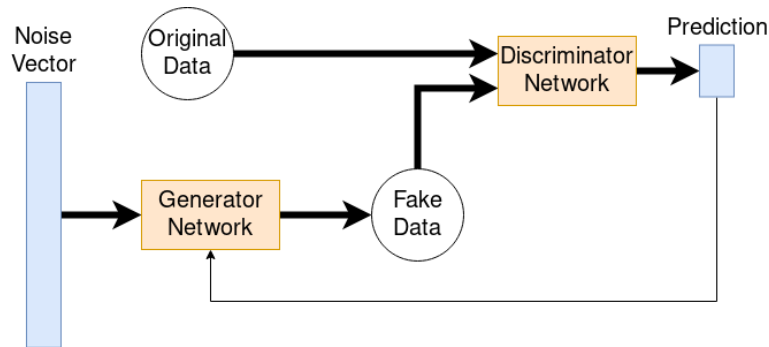 Noise
Vector
Original
Data
Discriminator
Network
Prediction
Generator
Network
Fake
Data